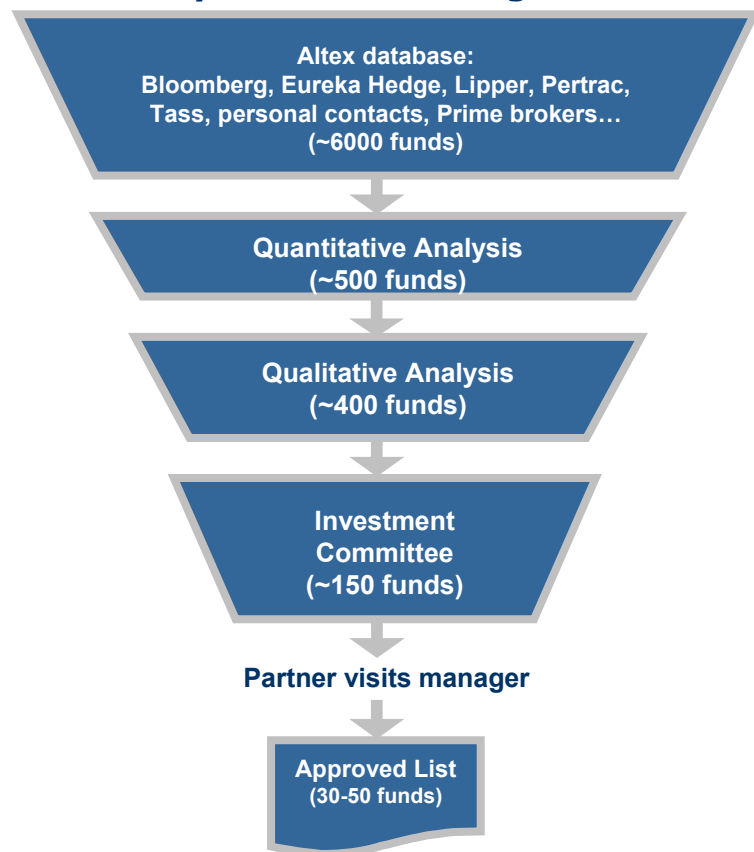 Altex database:
Bloomberg, Eureka Hedge, Lipper, Pertrac,
Tass, personal contacts, Prime brokers…
(~6000 funds)
Quantitative Analysis
(~500 funds)
Qualitative Analysis
(~400 funds)
Investment
Committee
(~150 funds)
Partner visits manager
Approved List
(30-50 funds)